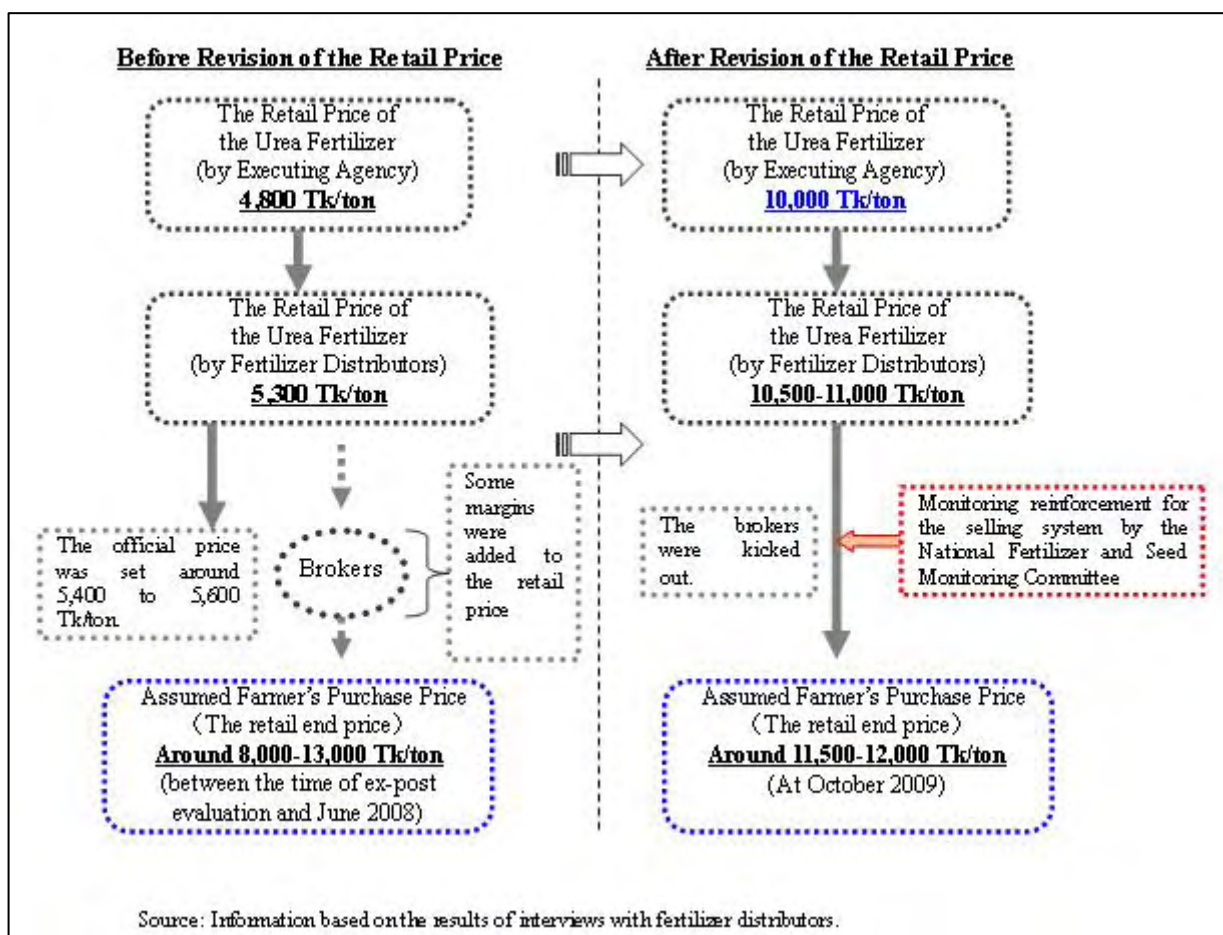 Before Revision of the Retail Price
The Retail Price of
the Urea Fertilizer
(by Executing Agency)
4,800 Tk/ton
The Retail Price of
the Urea Fertilizer
(by Fertilizer Distributors)
5,300 Tk/ton
The official price
was set around
5,400 to 5,600
Tk/ton.
Brokers
Some
margins
were
added to
the retail
price
Assumed Farmer's Purchase Price
(The retail end price)
Around 8,000-13,000 Tk/ton
(between the time of ex-post
evaluation and June 2008)
After Revision of the Retail Price
The Retail Price of
the Urea Fertilizer
(by Executing Agency)
10,000 Tk/ton
The Retail Price of
the Urea Fertilizer
(by Fertilizer Distributors)
10,500-11,000 Tk/ton
The brokers
were kicked
out.
Monitoring reinforcement for
the selling system by the
National Fertilizer and Seed
Monitoring Committee
Assumed Farmer's Purchase Price
(The retail end price)
Around 11,500-12,000 Tk/ton
(At October 2009)
Source: Information based on the results of interviews with fertilizer distributors.